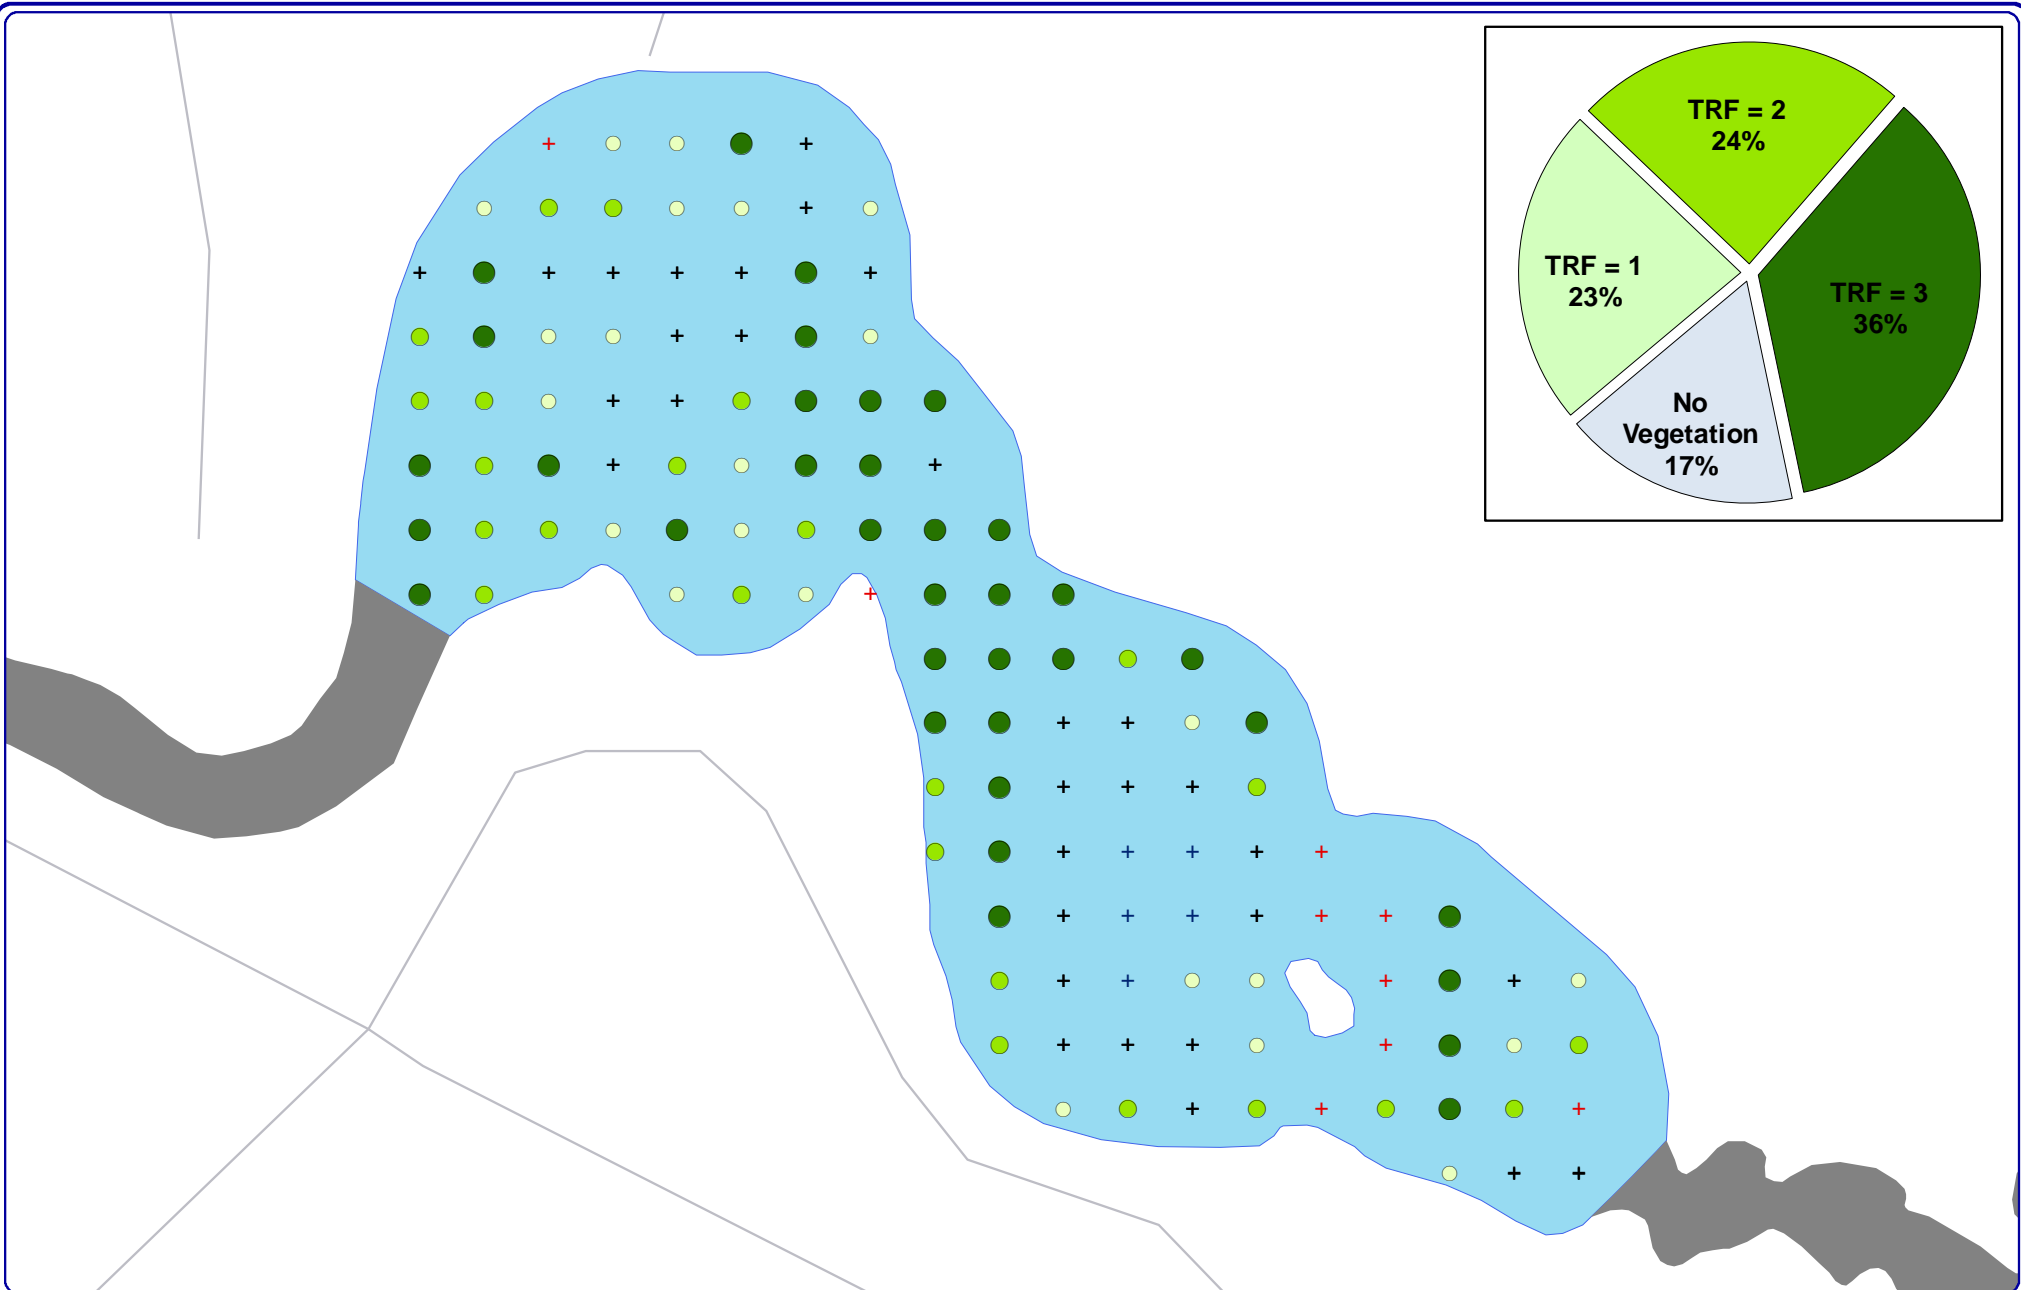 TRF = 2
24%
TRF = 1
23%
TRF = 3
36%
No
Vegetation
17%